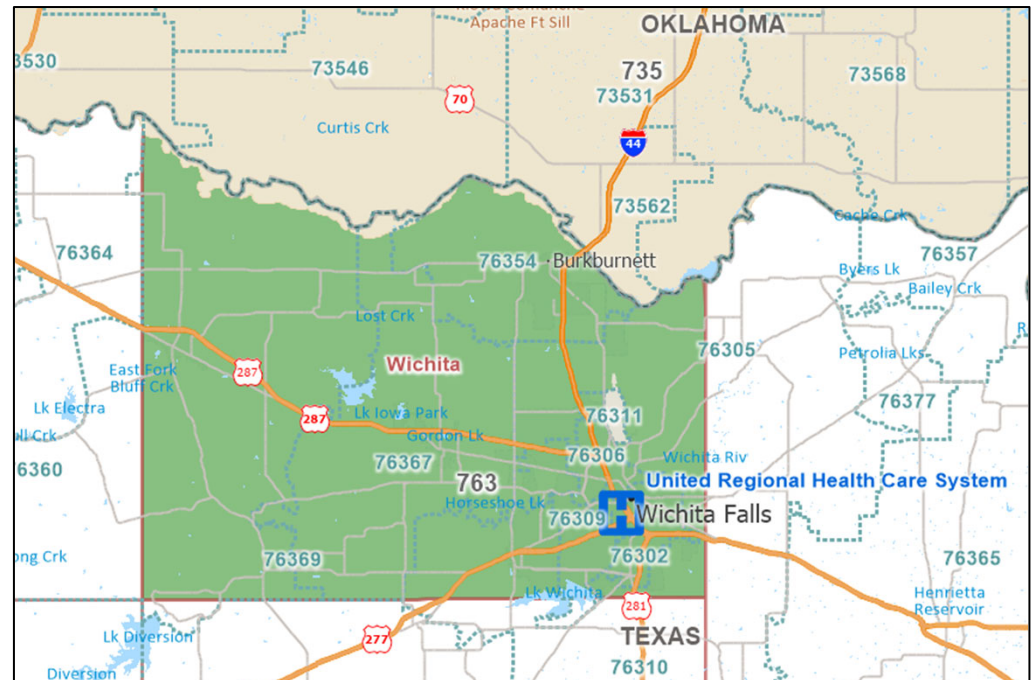 Apache Ft Sill
OKLAHOMA
73546
735
73568
73531
70
Curtis Crk
44
73562
Cache Crk
76364
76354
Burkburnett
76357
Byers Lk
Bailey Crk
Lost Crk
76305
Wichita
Petrolia Lks
East Fork
Bluff Crk
287
Lk Electra
76377
287
Lk Iowa Park
76311
Gordon Lk
76306
Wichita Riv
76367
763
United Regional Health Care System
Horseshoe Lk
H
76309
Wichita Falls
76369
76302
76365
Lk Wichita
Henrietta
Reservoir
281
Lk Diversion
277
TEXAS
76310
Diversion